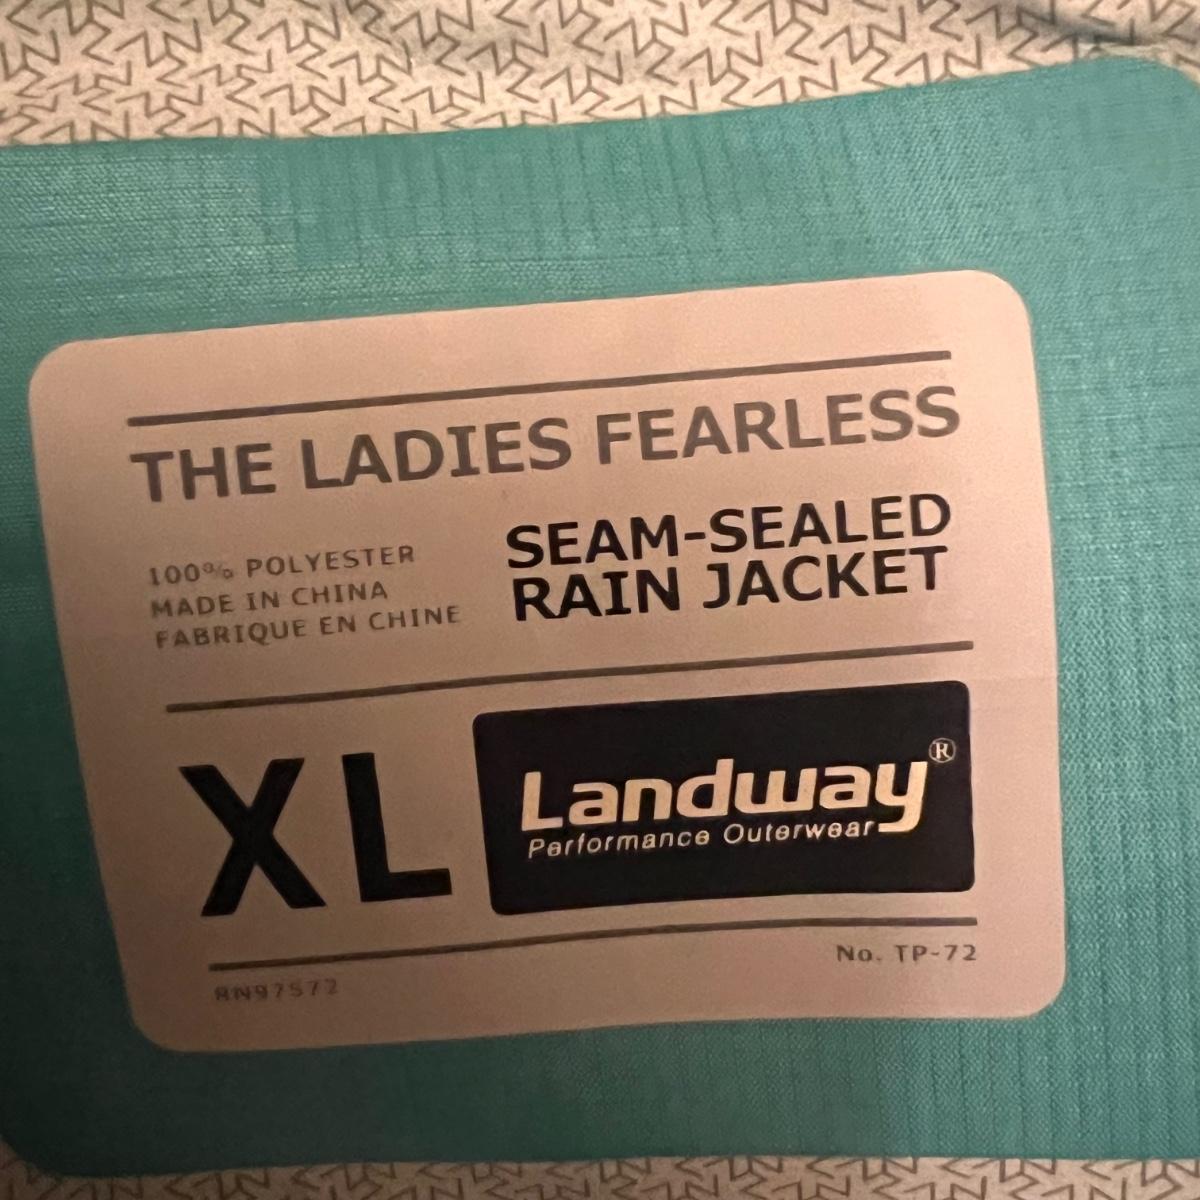 THE LADIES FEARLESS
SEAM-SEALED
RAIN JACKET
100% POLYESTER
MADE IN CHINA
FABRIQUE EN CHINE
XL
Landway®
Performance Outerwear
No. TP-72
RN97572